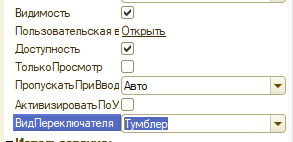 Видимость
Пользовательская в Открыть
Доступность
ТолькоПросмотр
ПропускатьПриВвод Авто
АктивизироватьПоУ
ВидПереключателя Тумблер